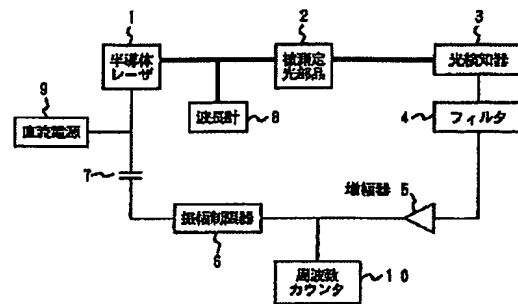 1
2
3
半導体
レーザ
被測定
光部品
光検知器
9
直流電源
波長計
8
4
フィルタ
7
増幅器
5
振幅制限器
6
周波数
カウンタ
10